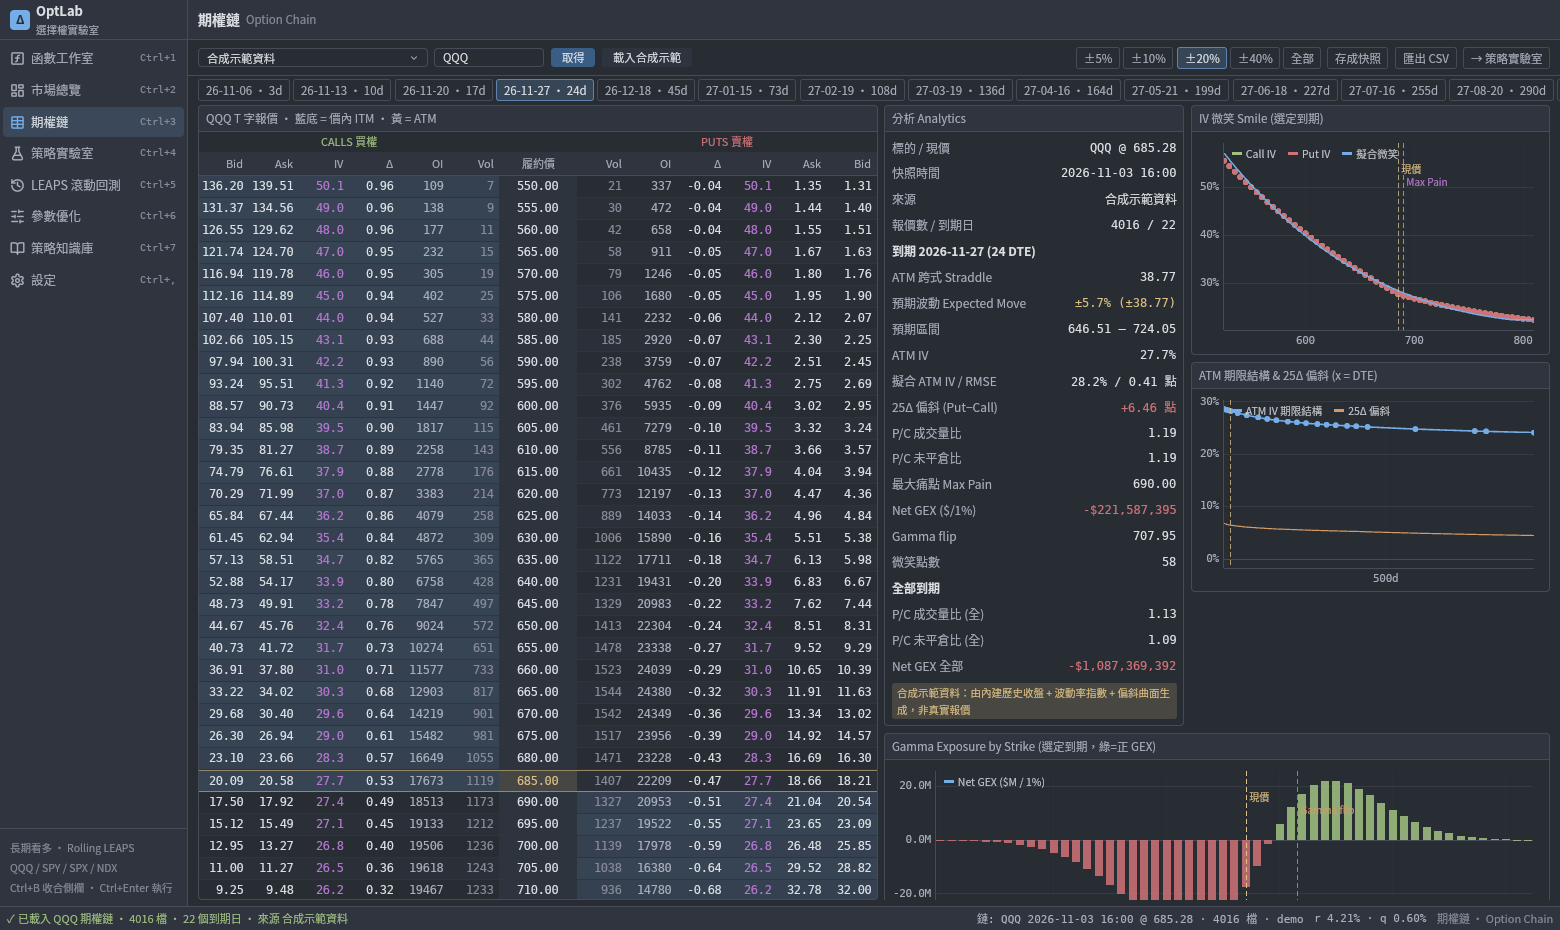 Δ OptLab
選擇權實驗室
函數工作室 Ctrl+1
市場總覽 Ctrl+2
期權鏈 Ctrl+3
策略實驗室 Ctrl+4
LEAPS 滾動回測 Ctrl+5
參數優化 Ctrl+6
策略知識庫 Ctrl+7
設定 Ctrl+,
長期看多 • Rolling LEAPS
QQQ / SPY / SPX / NDX
Ctrl+B 收合側欄 • Ctrl+Enter 執行
期權鏈 Option Chain
合成示範資料 QQQ 取得 載入合成示範 ±5% ±10% ±20% ±40% 全部 存成快照 匯出 CSV → 策略實驗室
26-11-06 • 3d 26-11-13 • 10d 26-11-20 • 17d 26-11-27 • 24d 26-12-18 • 45d 27-01-15 • 73d 27-02-19 • 108d 27-03-19 • 136d 27-04-16 • 164d 27-05-21 • 199d 27-06-18 • 227d 27-07-16 • 255d 27-08-20 • 290d
QQQ T 字報價 • 藍底 = 價內 ITM • 黃 = ATM
CALLS 買權 PUTS 賣權
Bid Ask IV Δ OI Vol 履約價 Vol OI Δ IV Ask Bid
136.20 139.51 50.1 0.96 109 7 550.00 21 337 -0.04 50.1 1.35 1.31
131.37 134.56 49.0 0.96 138 9 555.00 30 472 -0.04 49.0 1.44 1.40
126.55 129.62 48.0 0.96 177 11 560.00 42 658 -0.04 48.0 1.55 1.51
121.74 124.70 47.0 0.95 232 15 565.00 58 911 -0.05 47.0 1.67 1.63
116.94 119.78 46.0 0.95 305 19 570.00 79 1246 -0.05 46.0 1.80 1.76
112.16 114.89 45.0 0.94 402 25 575.00 106 1680 -0.05 45.0 1.95 1.90
107.40 110.01 44.0 0.94 527 33 580.00 141 2232 -0.06 44.0 2.12 2.07
102.66 105.15 43.1 0.93 688 44 585.00 185 2920 -0.07 43.1 2.30 2.25
97.94 100.31 42.2 0.93 890 56 590.00 238 3759 -0.07 42.2 2.51 2.45
93.24 95.51 41.3 0.92 1140 72 595.00 302 4762 -0.08 41.3 2.75 2.69
88.57 90.73 40.4 0.91 1447 92 600.00 376 5935 -0.09 40.4 3.02 2.95
83.94 85.98 39.5 0.90 1817 115 605.00 461 7279 -0.10 39.5 3.32 3.24
79.35 81.27 38.7 0.89 2258 143 610.00 556 8785 -0.11 38.7 3.66 3.57
74.79 76.61 37.9 0.88 2778 176 615.00 661 10435 -0.12 37.9 4.04 3.94
70.29 71.99 37.0 0.87 3383 214 620.00 773 12197 -0.13 37.0 4.47 4.36
65.84 67.44 36.2 0.86 4079 258 625.00 889 14033 -0.14 36.2 4.96 4.84
61.45 62.94 35.4 0.84 4872 309 630.00 1006 15890 -0.16 35.4 5.51 5.38
57.13 58.51 34.7 0.82 5765 365 635.00 1122 17711 -0.18 34.7 6.13 5.98
52.88 54.17 33.9 0.80 6758 428 640.00 1231 19431 -0.20 33.9 6.83 6.67
48.73 49.91 33.2 0.78 7847 497 645.00 1329 20983 -0.22 33.2 7.62 7.44
44.67 45.76 32.4 0.76 9024 572 650.00 1413 22304 -0.24 32.4 8.51 8.31
40.73 41.72 31.7 0.73 10274 651 655.00 1478 23338 -0.27 31.7 9.52 9.29
36.91 37.80 31.0 0.71 11577 733 660.00 1523 24039 -0.29 31.0 10.65 10.39
33.22 34.02 30.3 0.68 12903 817 665.00 1544 24380 -0.32 30.3 11.91 11.63
29.68 30.40 29.6 0.64 14219 901 670.00 1542 24349 -0.36 29.6 13.34 13.02
26.30 26.94 29.0 0.61 15482 981 675.00 1517 23956 -0.39 29.0 14.92 14.57
23.10 23.66 28.3 0.57 16649 1055 680.00 1471 23228 -0.43 28.3 16.69 16.30
20.09 20.58 27.7 0.53 17673 1119 685.00 1407 22209 -0.47 27.7 18.66 18.21
17.50 17.92 27.4 0.49 18513 1173 690.00 1327 20953 -0.51 27.4 21.04 20.54
15.12 15.49 27.1 0.45 19133 1212 695.00 1237 19522 -0.55 27.1 23.65 23.09
12.95 13.27 26.8 0.40 19506 1236 700.00 1139 17978 -0.59 26.8 26.48 25.85
11.00 11.27 26.5 0.36 19618 1243 705.00 1038 16380 -0.64 26.5 29.52 28.82
9.25 9.48 26.2 0.32 19467 1233 710.00 936 14780 -0.68 26.2 32.78 32.00
分析 Analytics
標的 / 現價 QQQ @ 685.28
快照時間 2026-11-03 16:00
來源 合成示範資料
報價數 / 到期日 4016 / 22
到期 2026-11-27 (24 DTE)
ATM 跨式 Straddle 38.77
預期波動 Expected Move ±5.7% (±38.77)
預期區間 646.51 — 724.05
ATM IV 27.7%
擬合 ATM IV / RMSE 28.2% / 0.41 點
25Δ 偏斜 (Put−Call) +6.46 點
P/C 成交量比 1.19
P/C 未平倉比 1.19
最大痛點 Max Pain 690.00
Net GEX ($/1%) -$221,587,395
Gamma flip 707.95
微笑點數 58
全部到期
P/C 成交量比 (全) 1.13
P/C 未平倉比 (全) 1.09
Net GEX 全部 -$1,087,369,392
合成示範資料：由內建歷史收盤 + 波動率指數 + 偏斜曲面生
成，非真實報價
IV 微笑 Smile (選定到期)
Call IV Put IV 擬合微笑
現價
Max Pain
50%
40%
30%
600 700 800
ATM 期限結構 & 25Δ 偏斜 (x = DTE)
ATM IV 期限結構 25Δ 偏斜
30%
20%
10%
0%
500d
Gamma Exposure by Strike (選定到期，綠=正 GEX)
Net GEX ($M / 1%)
現價
Gamma flip
20.0M
0.0M
-20.0M
✓ 已載入 QQQ 期權鏈 • 4016 檔 • 22 個到期日 • 來源 合成示範資料
鏈: QQQ 2026-11-03 16:00 @ 685.28 · 4016 檔 · demo r 4.21% · q 0.60% 期權鏈 • Option Chain